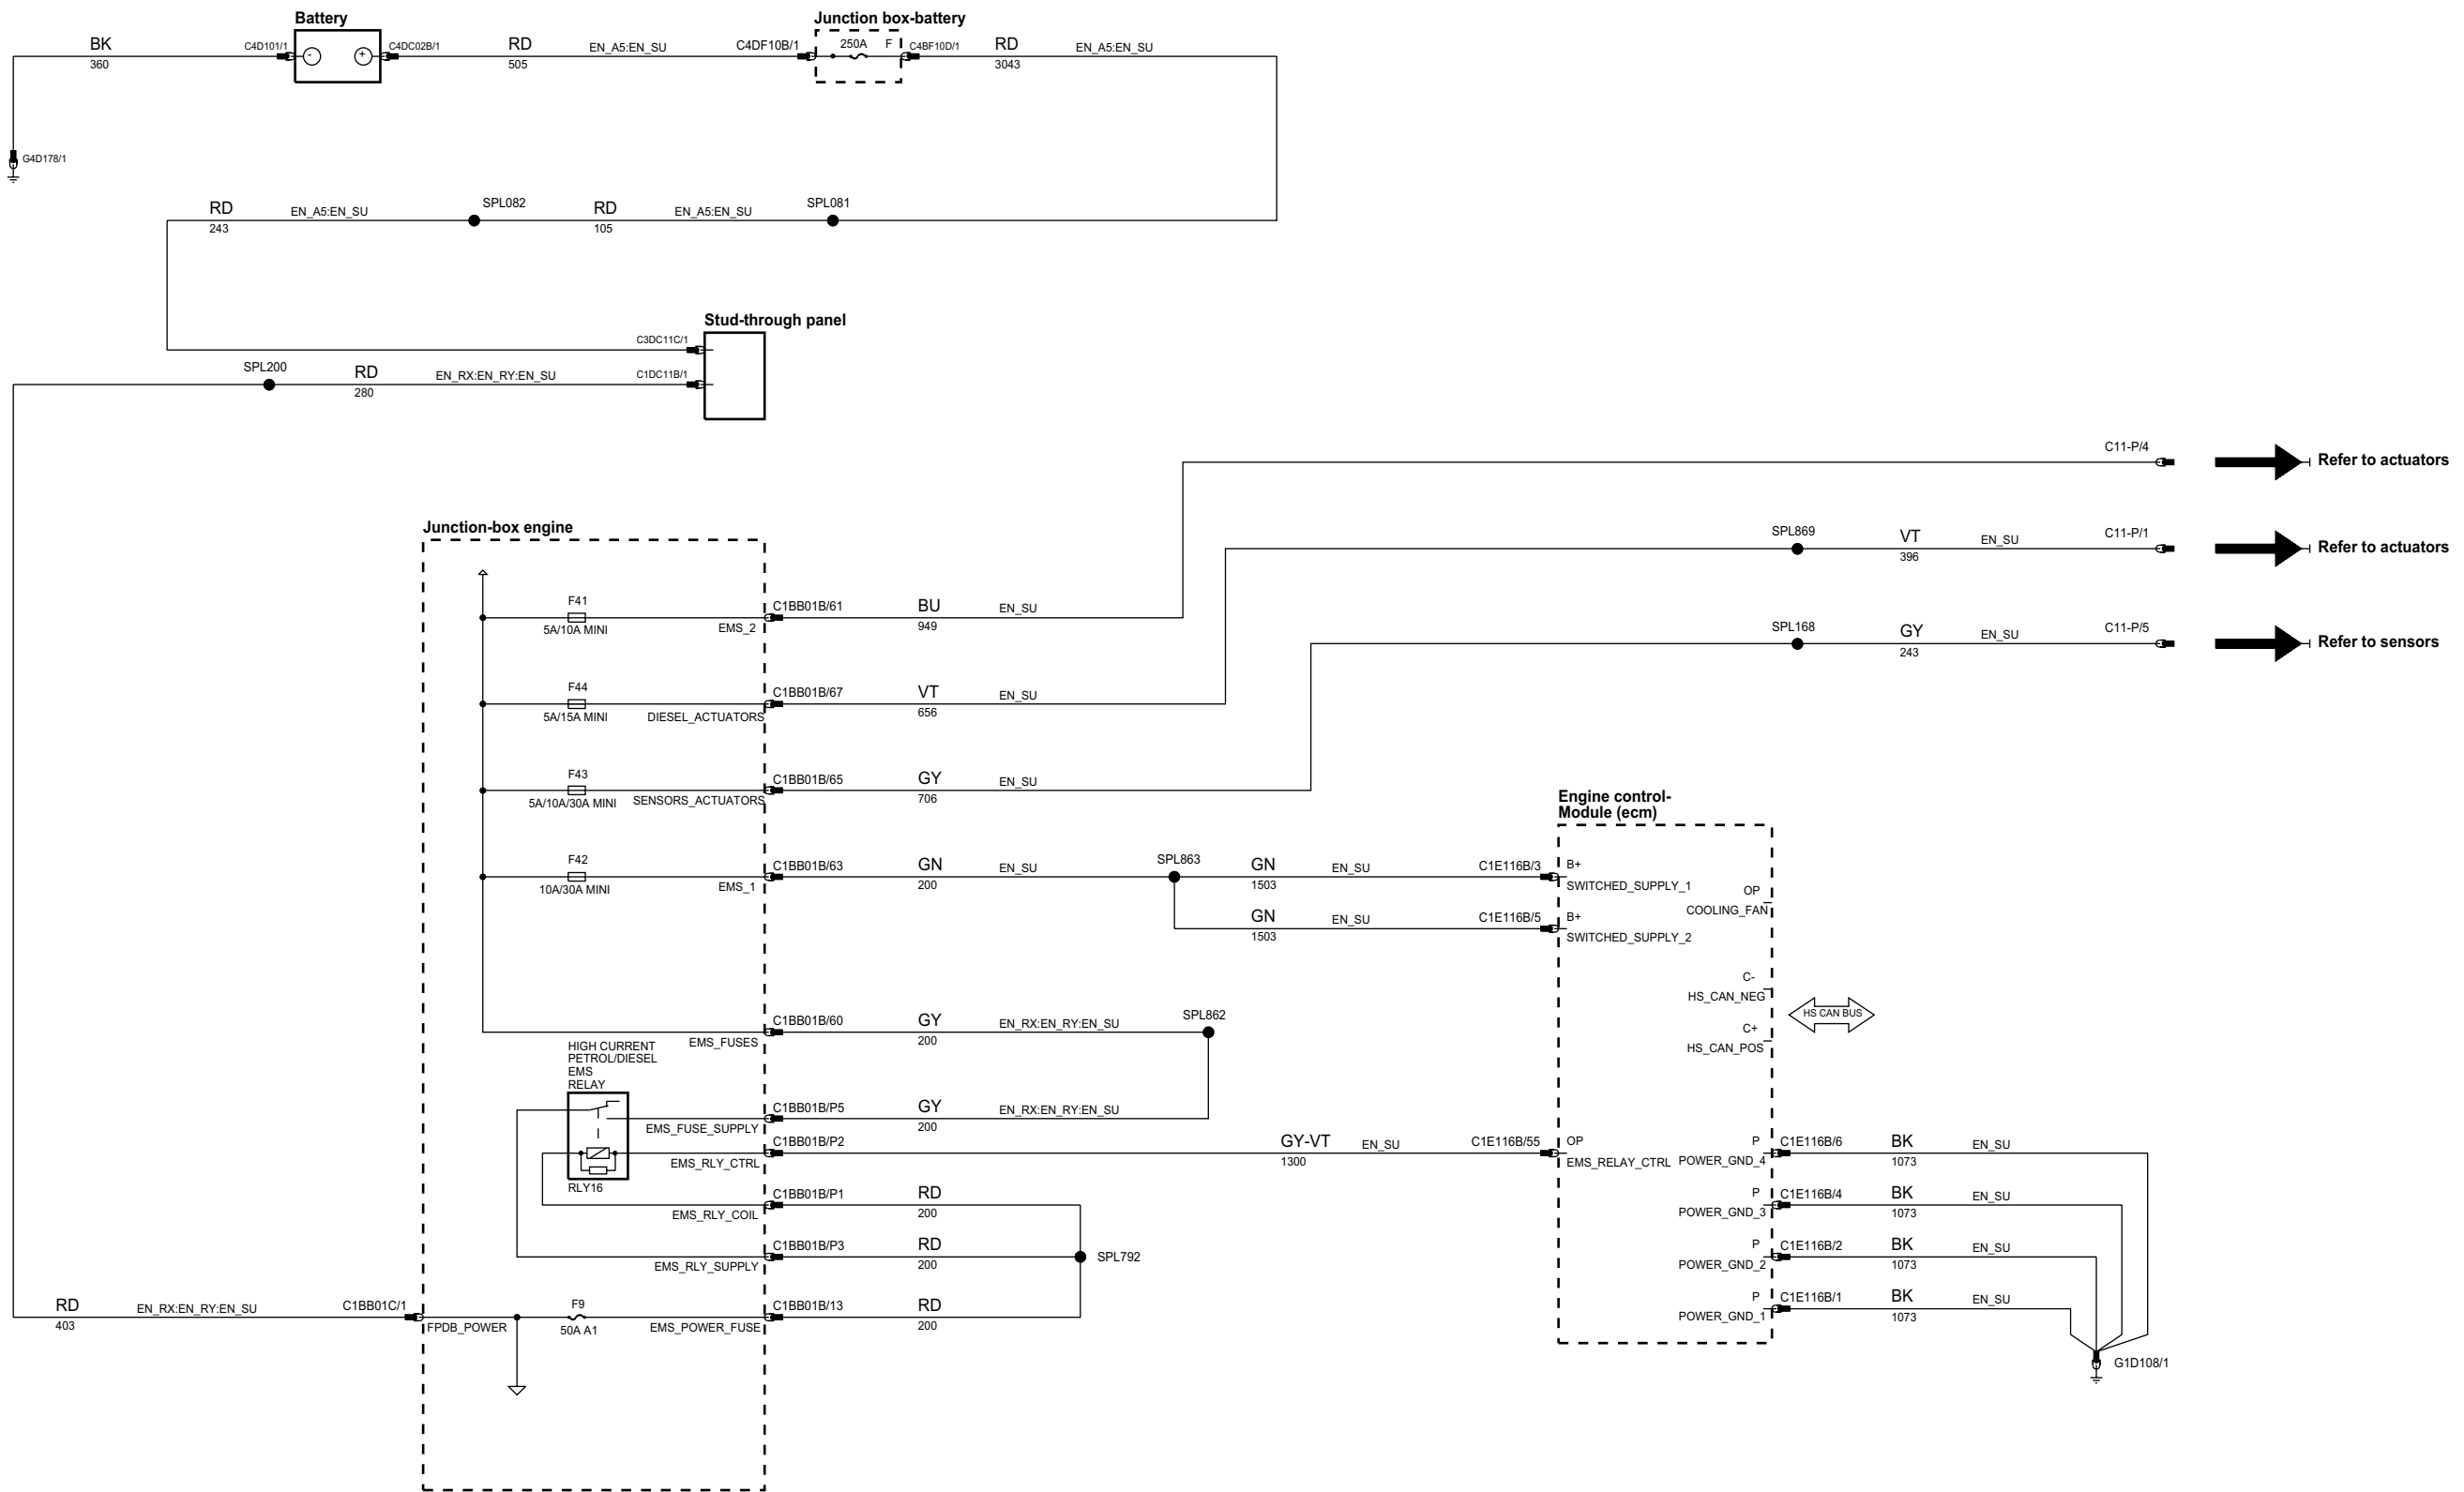 Battery
Junction box-battery
BK
360
C4D101/1
-
+
C4DC02B/1
RD
505
EN_A5:EN_SU
C4DF10B/1
250A
F
C4BF10D/1
RD
3043
EN_A5:EN_SU
G4D178/1
RD
243
EN_A5:EN_SU
SPL082
RD
105
EN_A5:EN_SU
SPL081
Stud-through panel
C3DC11C/1
SPL200
RD
280
EN_RX:EN_RY:EN_SU
C1DC11B/1
C11-P/4
Refer to actuators
Junction-box engine
SPL869
VT
396
EN_SU
C11-P/1
Refer to actuators
F41
5A/10A MINI
EMS_2
C1BB01B/61
BU
949
EN_SU
SPL168
GY
243
EN_SU
C11-P/5
Refer to sensors
F44
5A/15A MINI
DIESEL_ACTUATORS
C1BB01B/67
VT
656
EN_SU
F43
5A/10A/30A MINI
SENSORS_ACTUATORS
C1BB01B/65
GY
706
EN_SU
Engine control-
Module (ecm)
F42
10A/30A MINI
EMS_1
C1BB01B/63
GN
200
EN_SU
SPL863
GN
1503
EN_SU
C1E116B/3
B+
SWITCHED_SUPPLY_1
OP
COOLING_FAN
GN
1503
EN_SU
C1E116B/5
B+
SWITCHED_SUPPLY_2
C-
HS_CAN_NEG
HS CAN BUS
C+
HS_CAN_POS
EMS_FUSES
C1BB01B/60
GY
200
EN_RX:EN_RY:EN_SU
SPL862
HIGH CURRENT
PETROL/DIESEL
EMS
RELAY
EMS_FUSE_SUPPLY
C1BB01B/P5
GY
200
EN_RX:EN_RY:EN_SU
EMS_RLY_CTRL
C1BB01B/P2
GY-VT
1300
EN_SU
C1E116B/55
OP
EMS_RELAY_CTRL
P
POWER_GND_4
C1E116B/6
BK
1073
EN_SU
RLY16
EMS_RLY_COIL
C1BB01B/P1
RD
200
P
POWER_GND_3
C1E116B/4
BK
1073
EN_SU
EMS_RLY_SUPPLY
C1BB01B/P3
RD
200
SPL792
P
POWER_GND_2
C1E116B/2
BK
1073
EN_SU
RD
403
EN_RX:EN_RY:EN_SU
C1BB01C/1
FPDB_POWER
F9
50A A1
EMS_POWER_FUSE
C1BB01B/13
RD
200
P
POWER_GND_1
C1E116B/1
BK
1073
EN_SU
G1D108/1